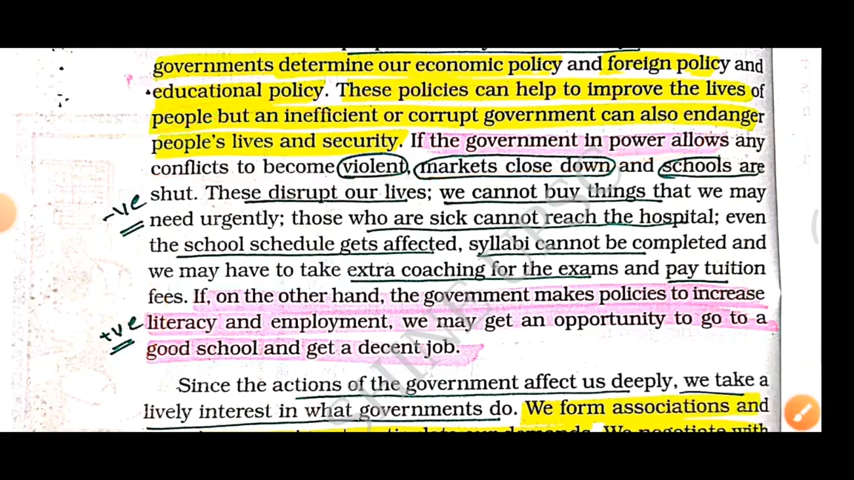 governments determine our economic policy and foreign policy and
educational policy. These policies can help to improve the lives of
people but an inefficient or corrupt government can also endanger
people's lives and security. If the government in power allows any
conflicts to become violent, markets close down and schools are
shut. These disrupt our lives; we cannot buy things that we may
-ve
need urgently; those who are sick cannot reach the hospital; even
the school schedule gets affected, syllabi cannot be completed and
we may have to take extra coaching for the exams and pay tuition
fees. If, on the other hand, the government makes policies to increase
+ve
literacy and employment, we may get an opportunity to go to a
good school and get a decent job.
Since the actions of the government affect us deeply, we take a
lively interest in what governments do. We form associations and